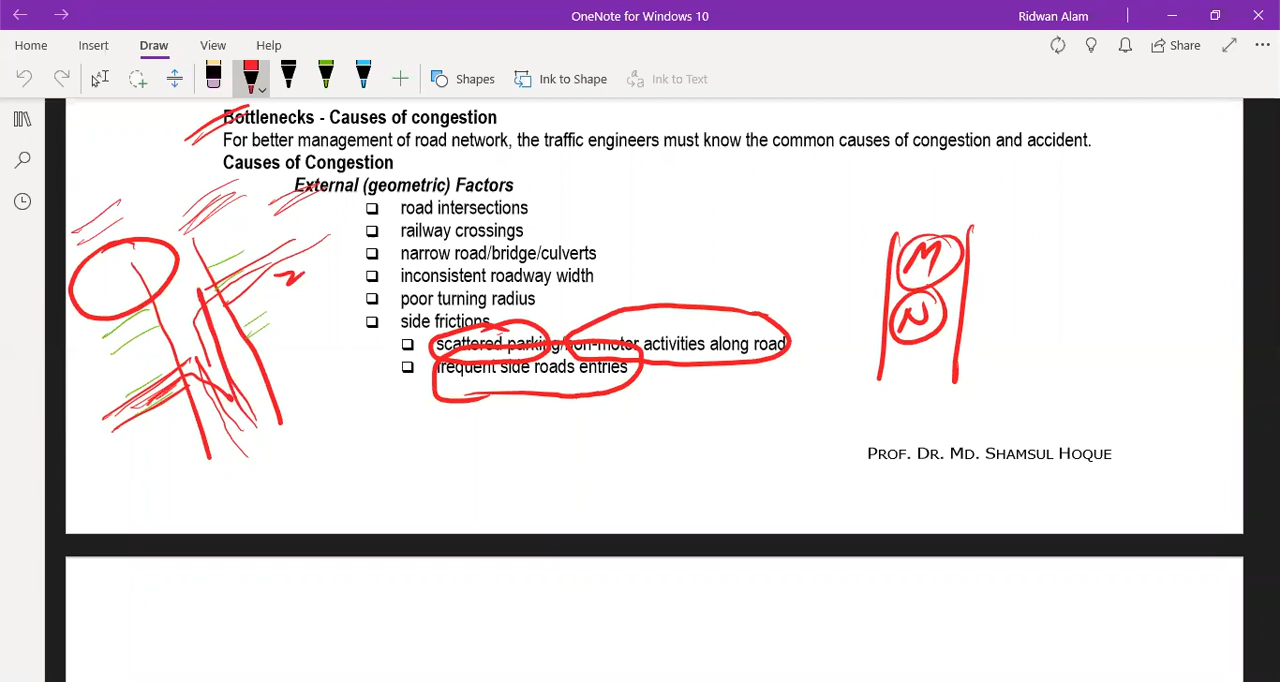 OneNote for Windows 10
Ridwan Alam
Home Insert Draw View Help
Share
Shapes Ink to Shape Ink to Text
Bottlenecks - Causes of congestion
For better management of road network, the traffic engineers must know the common causes of congestion and accident.
Causes of Congestion
External (geometric) Factors
road intersections
railway crossings
narrow road/bridge/culverts
inconsistent roadway width
poor turning radius
side frictions
scattered parking/non-motor activities along road
frequent side roads entries
M
N
2
PROF. DR. MD. SHAMSUL HOQUE